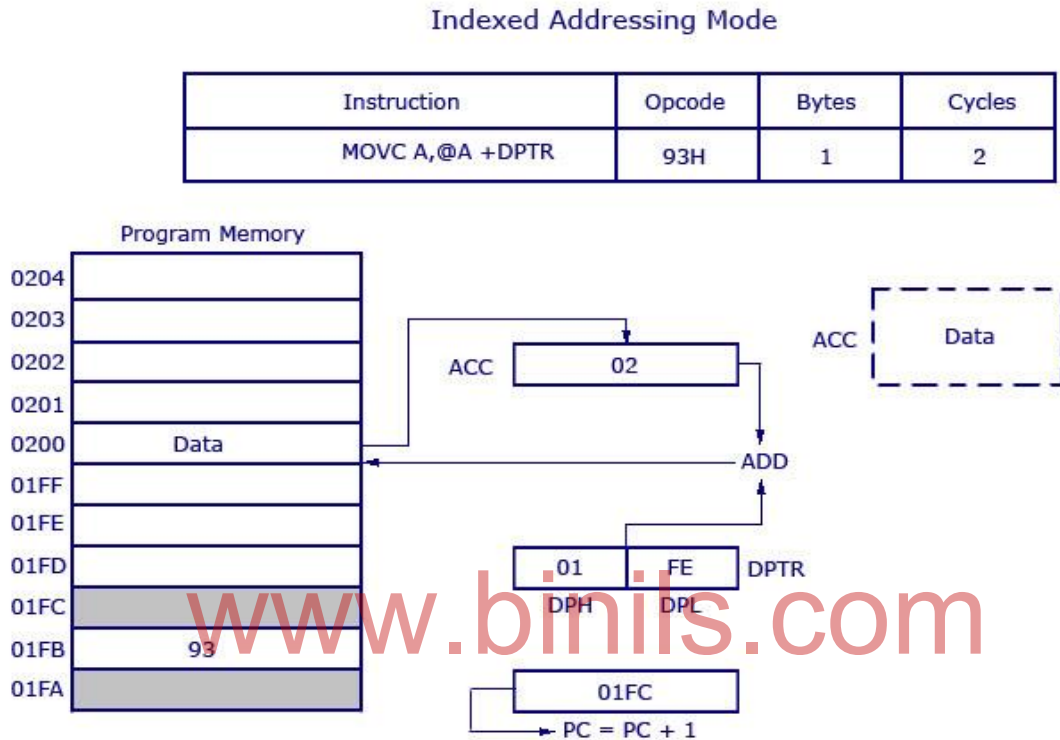 Indexed Addressing Mode
Instruction Opcode Bytes Cycles
MOVC A,@A +DPTR 93H 1 2
Program Memory
0204
0203
0202
0201
0200 Data
01FF
01FE
01FD
01FC
01FB 93
01FA
ACC 02
ACC Data
ADD
01 FE DPTR
DPH DPL
www.binils.com
01FC
PC = PC + 1